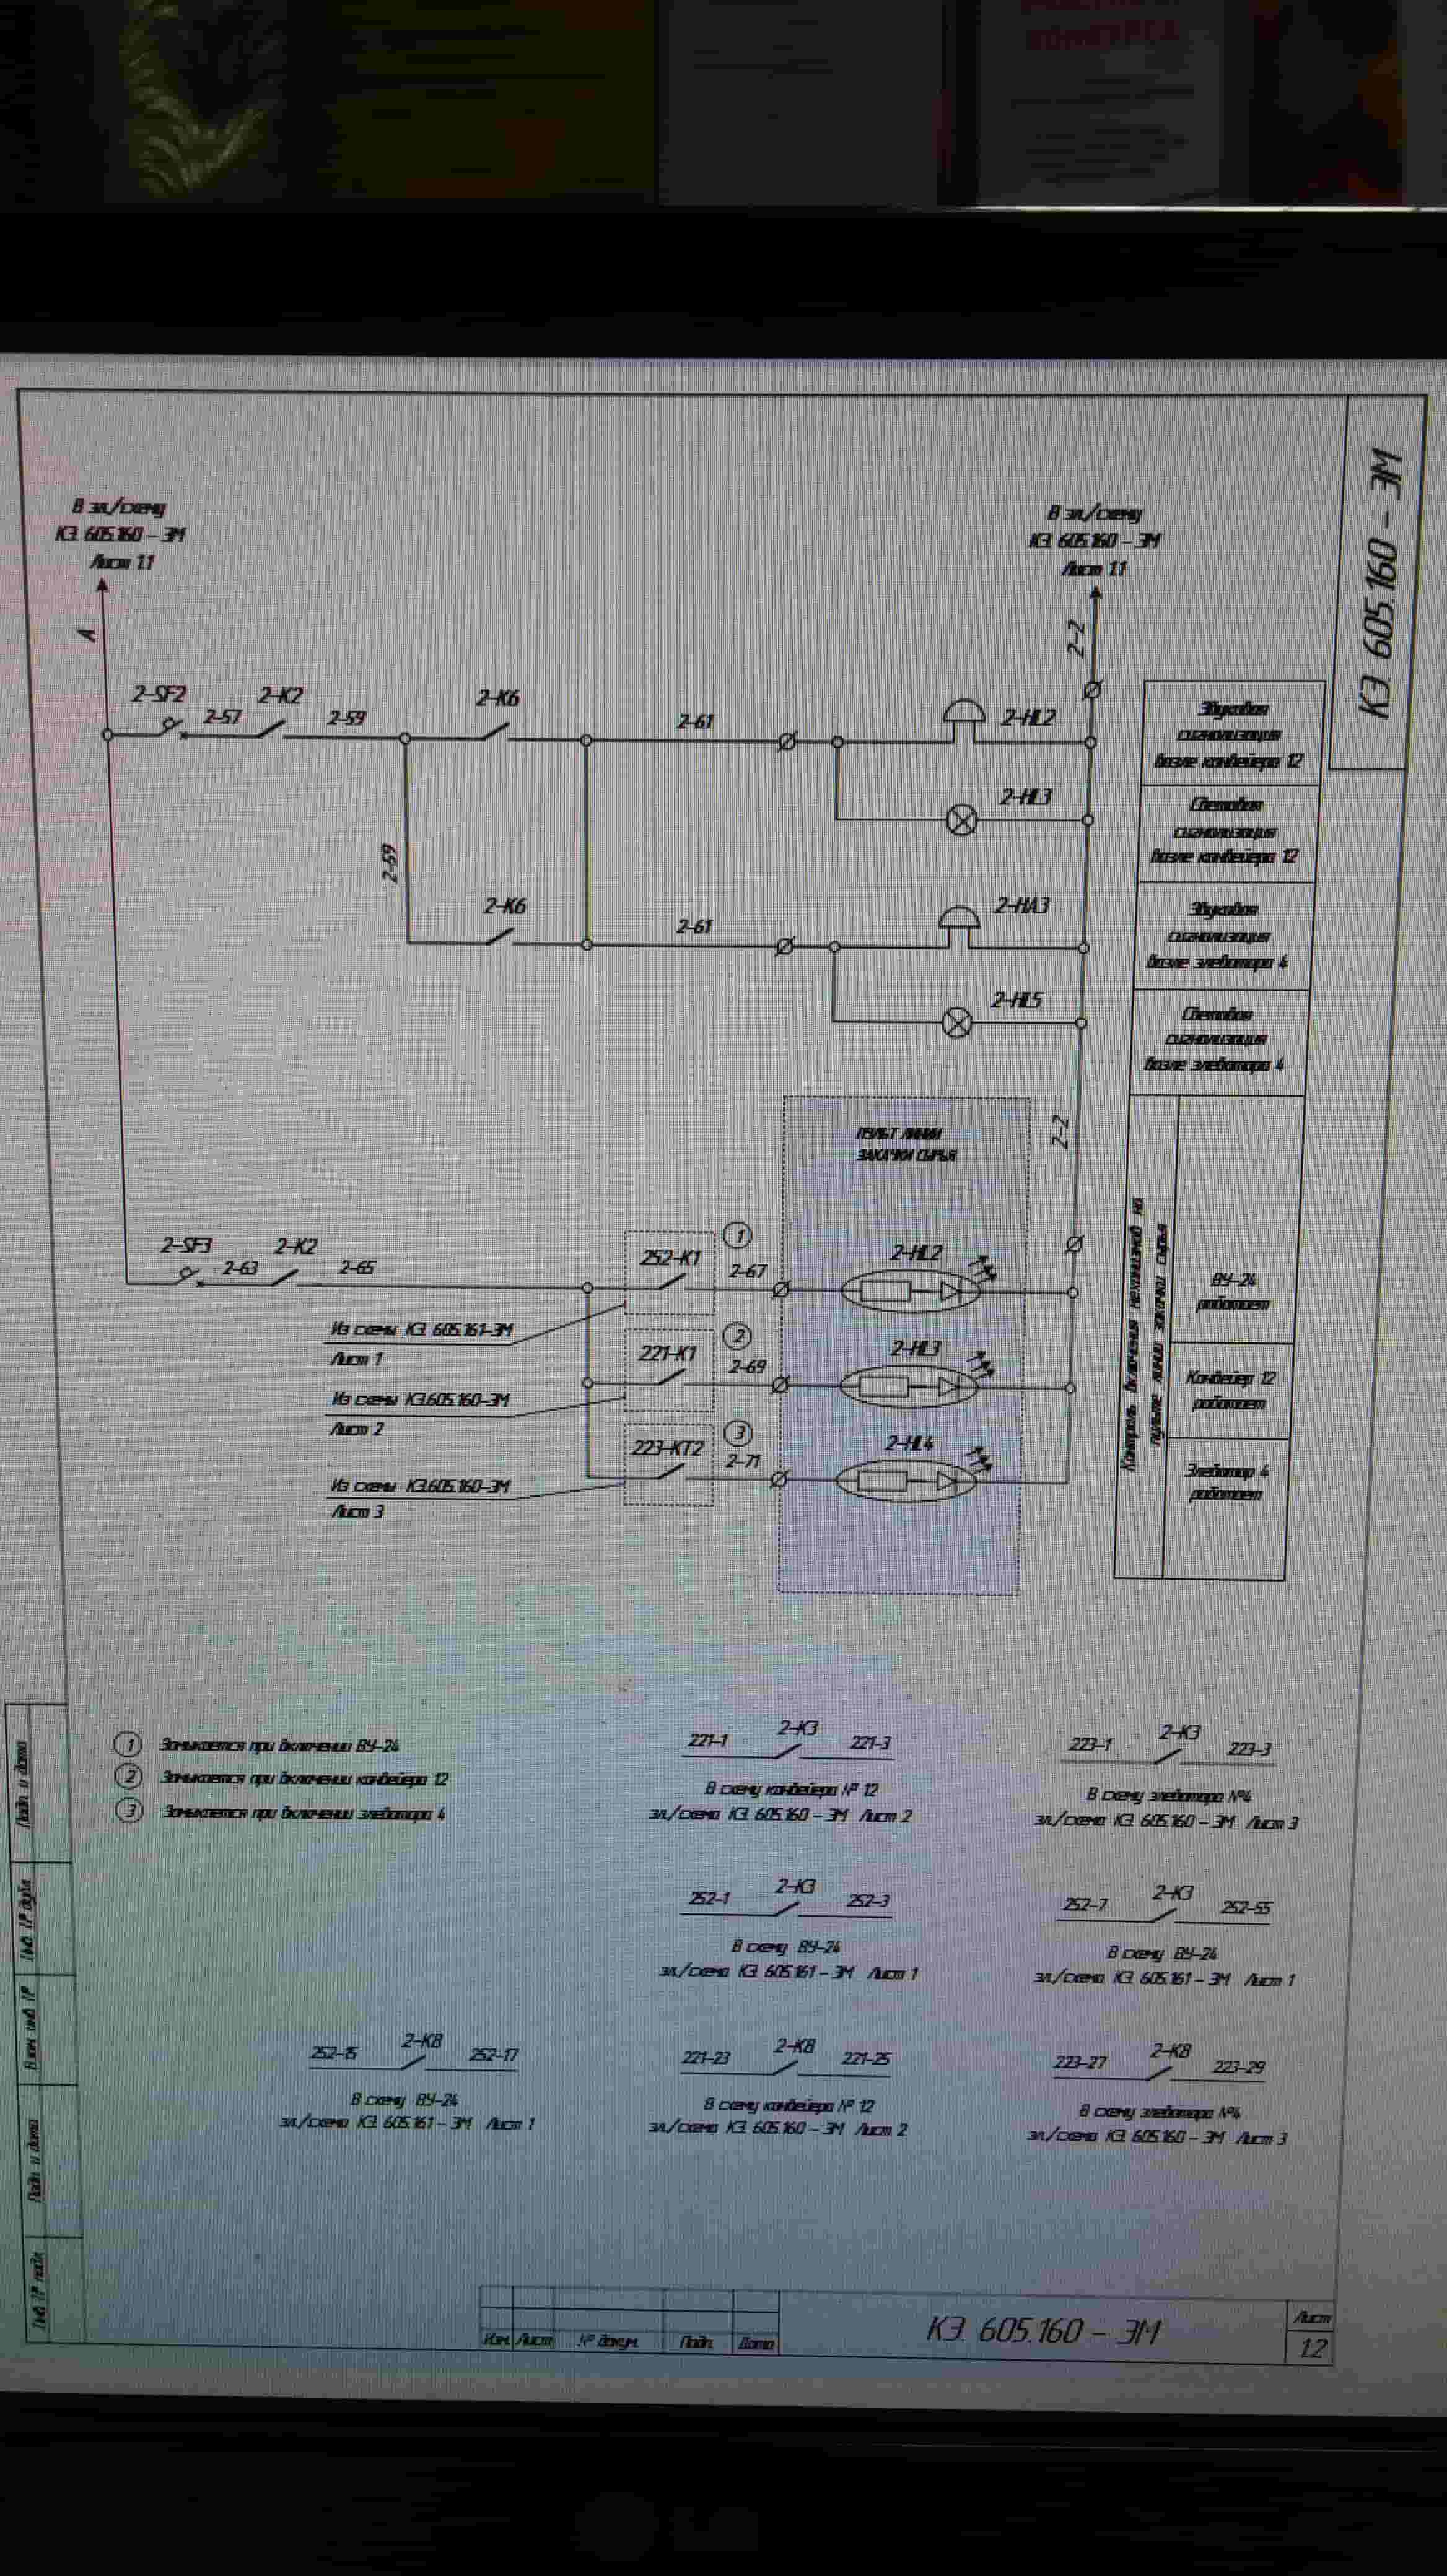 В эл/схему
КЭ. 605.160 – ЭМ
Лист 1.1
А
В эл/схему
КЭ. 605.160 – ЭМ
Лист 1.1
2-2
КЭ. 605.160 – ЭМ
2-SF2
2-57
2-К2
2-59
2-К6
2-61
2-HL2
2-HL3
2-59
2-К6
2-61
2-НА3
2-HL5
Звуковая
сигнализация
возле конвейера 12
Световая
сигнализация
возле конвейера 12
Звуковая
сигнализация
возле элеватора 4
Световая
сигнализация
возле элеватора 4
ПУЛЬТ ЛИНИИ
ЗАКАЧКИ СЫРЬЯ
2-2
2-SF3
2-63
2-К2
2-65
252-К1
1
2-67
2-HL2
Из схемы КЭ. 605.161-ЭМ
Лист 1
221-К1
2
2-69
2-HL3
Из схемы КЭ.605.160-ЭМ
Лист 2
223-КТ2
3
2-71
2-HL4
Из схемы КЭ.605.160-ЭМ
Лист 3
Контроль включения механизмов на
пульте линии закачки сырья
ВУ-24
работает
Конвейер 12
работает
Элеватор 4
работает
1 Замыкается при включении ВУ-24
2 Замыкается при включении конвейера 12
3 Замыкается при включении элеватора 4
221-1 2-К3 221-3
В схему конвейера № 12
эл/схема КЭ. 605.160 – ЭМ Лист 2
223-1 2-К3 223-3
В схему элеватора №4
эл/схема КЭ. 605.160 – ЭМ Лист 3
252-1 2-К3 252-3
В схему ВУ-24
эл/схема КЭ. 605.161 – ЭМ Лист 1
252-7 2-К3 252-55
В схему ВУ-24
эл/схема КЭ. 605.161 – ЭМ Лист 1
252-15 2-К8 252-17
В схему ВУ-24
эл/схема КЭ. 605.161 – ЭМ Лист 1
221-23 2-К8 221-25
В схему конвейера № 12
эл/схема КЭ. 605.160 – ЭМ Лист 2
223-27 2-К8 223-29
В схему элеватора №4
эл/схема КЭ. 605.160 – ЭМ Лист 3
Подп. и дата
Инв. № дубл.
Взам. инв. №
Подп. и дата
Инв. № подл.
Изм. Лист № докум. Подп. Дата
КЭ. 605.160 – ЭМ
Лист
1.2